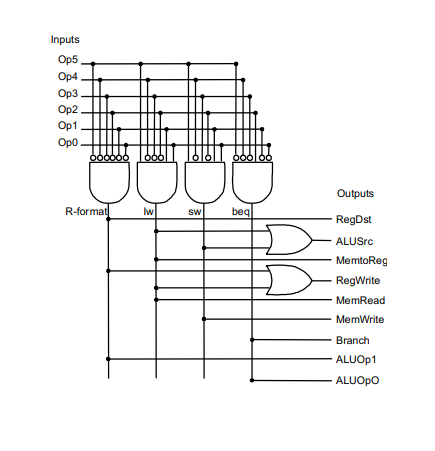 Inputs
Op5
Op4
Op3
Op2
Op1
Op0
R-format lw sw beq
Outputs
RegDst
ALUSrc
MemtoReg
RegWrite
MemRead
MemWrite
Branch
ALUOp1
ALUOpO